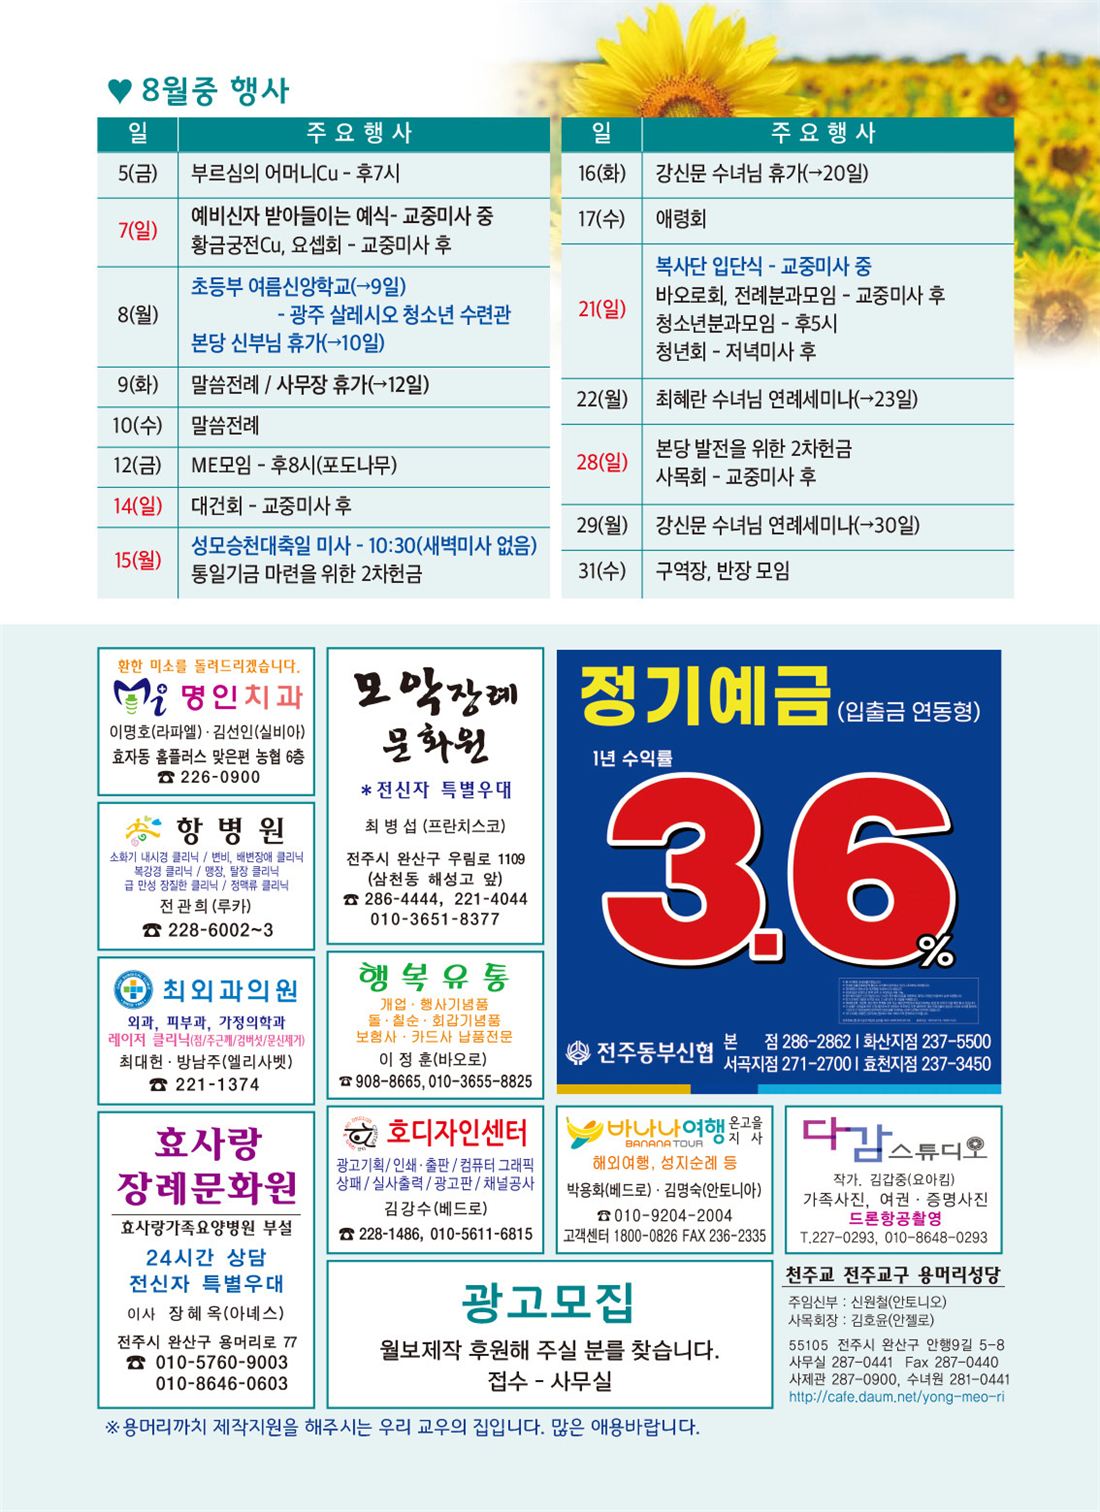 ♥ 8월중 행사
일 주요행사
5(금) 부르심의 어머니Cu - 후7시
7(일) 예비신자 받아들이는 예식- 교중미사 중
황금궁전Cu, 요셉회 - 교중미사 후
8(월) 초등부 여름신앙학교(→9일)
- 광주 살레시오 청소년 수련관
본당 신부님 휴가(→10일)
9(화) 말씀전례 / 사무장 휴가(→12일)
10(수) 말씀전례
12(금) ME모임 - 후8시(포도나무)
14(일) 대건회 - 교중미사 후
15(월) 성모승천대축일 미사 - 10:30(새벽미사 없음)
통일기금 마련을 위한 2차헌금
일 주요행사
16(화) 강신문 수녀님 휴가(→20일)
17(수) 애령회
21(일) 복사단 입단식 - 교중미사 중
바오로회, 전례분과모임 - 교중미사 후
청소년분과모임 - 후5시
청년회 - 저녁미사 후
22(월) 최혜란 수녀님 연례세미나(→23일)
28(일) 본당 발전을 위한 2차헌금
사목회 - 교중미사 후
29(월) 강신문 수녀님 연례세미나(→30일)
31(수) 구역장, 반장 모임
환한 미소를 돌려드리겠습니다.
Mi 명인치과
이명호(라파엘) · 김선인(실비아)
효자동 홈플러스 맞은편 농협 6층
☎ 226-0900
항병원
소화기 내시경 클리닉 / 변비, 배변장애 클리닉
복강경 클리닉 / 맹장, 탈장 클리닉
급 만성 장질한 클리닉 / 정맥류 클리닉
전관희(루카)
☎ 228-6002~3
최외과의원
외과, 피부과, 가정의학과
레이저 클리닉(점/주근깨/검버섯/문신제거)
최대헌 · 방남주(엘리사벳)
☎ 221-1374
효사랑
장례문화원
효사랑가족요양병원 부설
24시간 상담
전신자 특별우대
이사 장혜옥(아네스)
전주시 완산구 용머리로 77
☎ 010-5760-9003
010-8646-0603
모악장례
문화원
*전신자 특별우대
최병섭 (프란치스코)
전주시 완산구 우림로 1109
(삼천동 해성고 앞)
☎ 286-4444, 221-4044
010-3651-8377
행복유통
개업 · 행사기념품
돌 · 칠순 · 회갑기념품
보험사 · 카드사 납품전문
이정훈(바오로)
☎ 908-8665, 010-3655-8825
호디자인센터
광고기획/인쇄·출판/컴퓨터 그래픽
상패/실사출력/광고판/채널공사
김강수(베드로)
☎ 228-1486, 010-5611-6815
정기예금 (입출금 연동형)
1년 수익률
3.6%
전주동부신협
본 점 286-2862 I 화산지점 237-5500
서곡지점 271-2700 I 효천지점 237-3450
바나나여행 온고을 지사
BANANA TOUR
해외여행, 성지순례 등
박용화(베드로) · 김명숙(안토니아)
☎ 010-9204-2004
고객센터 1800-0826 FAX 236-2335
다감스튜디오
작가. 김갑중(요아킴)
가족사진, 여권 · 증명사진
드론항공촬영
T.227-0293, 010-8648-0293
광고모집
월보제작 후원해 주실 분를 찾습니다.
접수 - 사무실
천주교 전주교구 용머리성당
주임신부 : 신원철(안토니오)
사목회장 : 김호윤(안젤로)
55105 전주시 완산구 안행9길 5-8
사무실 287-0441 Fax 287-0440
사제관 287-0900, 수녀원 281-0441
http://cafe.daum.net/yong-meo-ri
※용머리까치 제작지원을 해주시는 우리 교우의 집입니다. 많은 애용바랍니다.